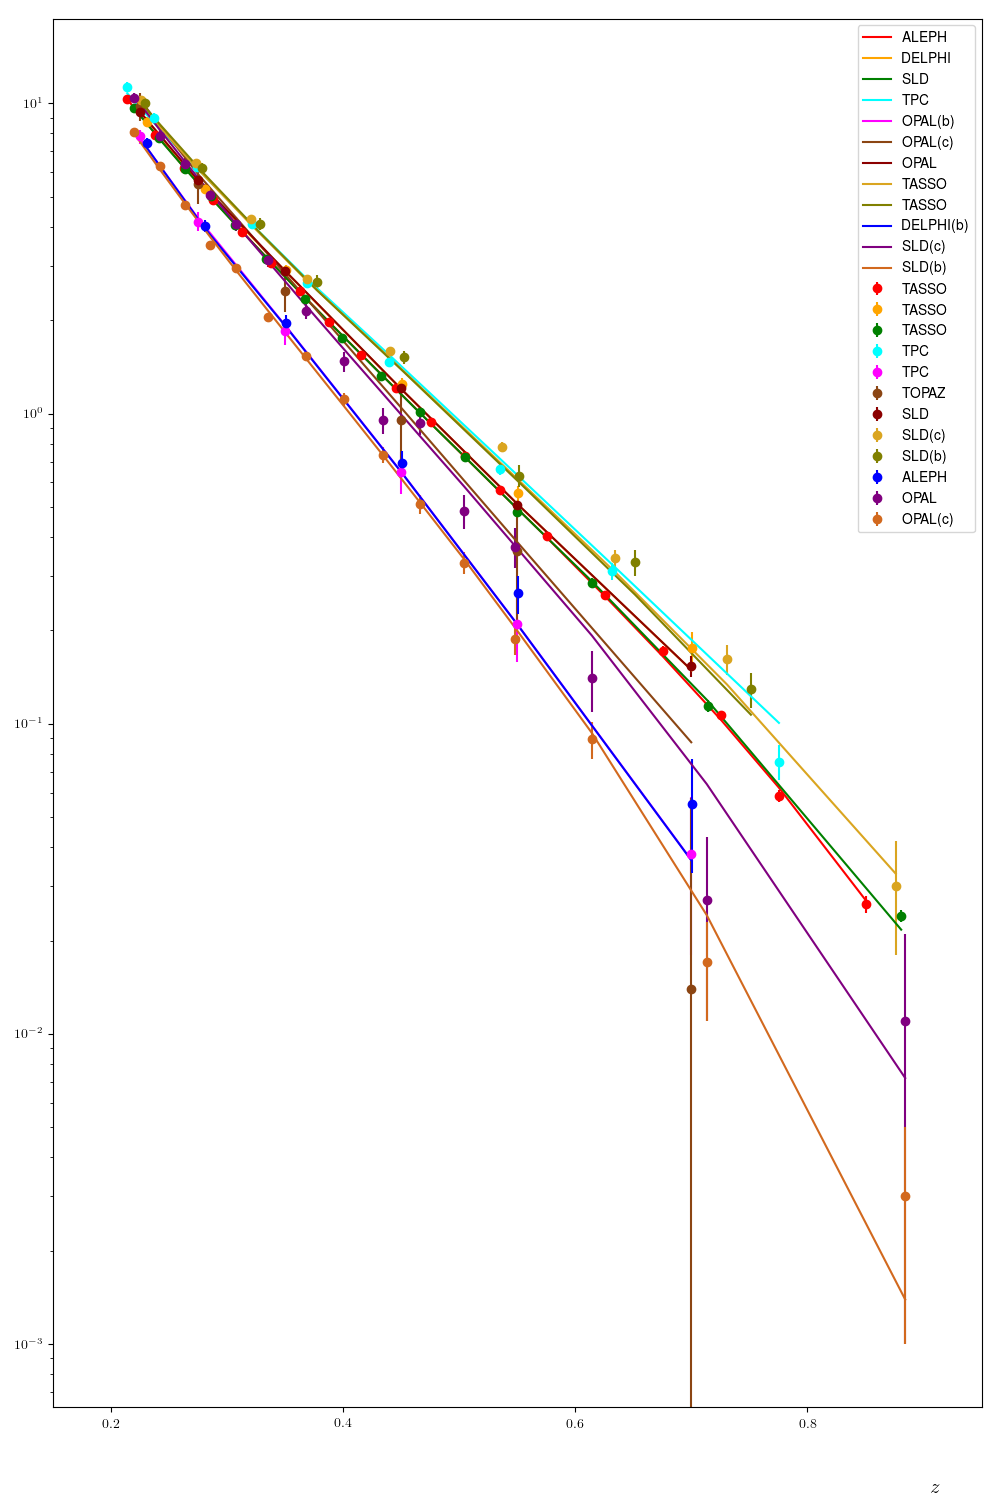 ALEPH
DELPHI
SLD
TPC
OPAL(b)
OPAL(c)
OPAL
TASSO
TASSO
DELPHI(b)
SLD(c)
SLD(b)
TASSO
TASSO
TASSO
TPC
TPC
TOPAZ
SLD
SLD(c)
SLD(b)
ALEPH
OPAL
OPAL(c)
10¹
10⁰
10⁻¹
10⁻²
10⁻³
0.2 0.4 0.6 0.8
z